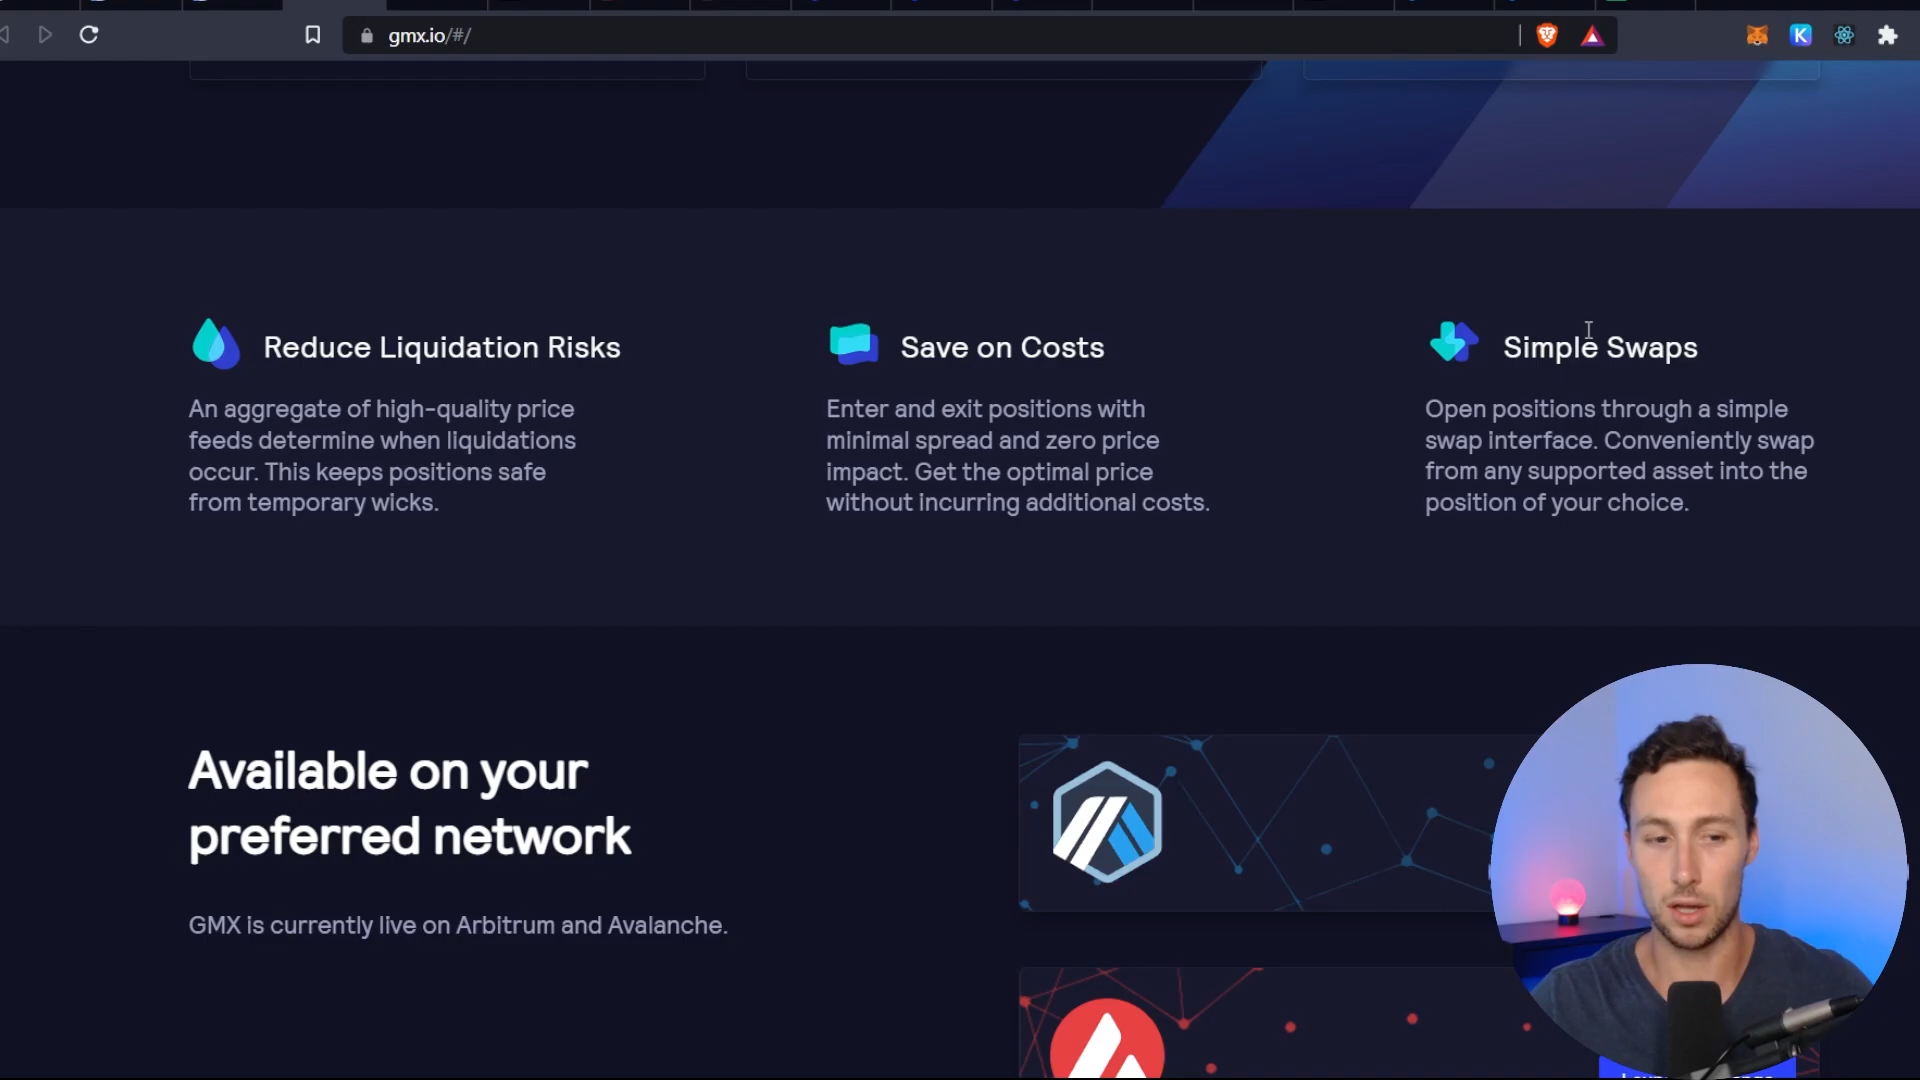 gmx.io/#/
K
Reduce Liquidation Risks
An aggregate of high-quality price
feeds determine when liquidations
occur. This keeps positions safe
from temporary wicks.
Save on Costs
Enter and exit positions with
minimal spread and zero price
impact. Get the optimal price
without incurring additional costs.
Simple Swaps
Open positions through a simple
swap interface. Conveniently swap
from any supported asset into the
position of your choice.
Available on your
preferred network
GMX is currently live on Arbitrum and Avalanche.